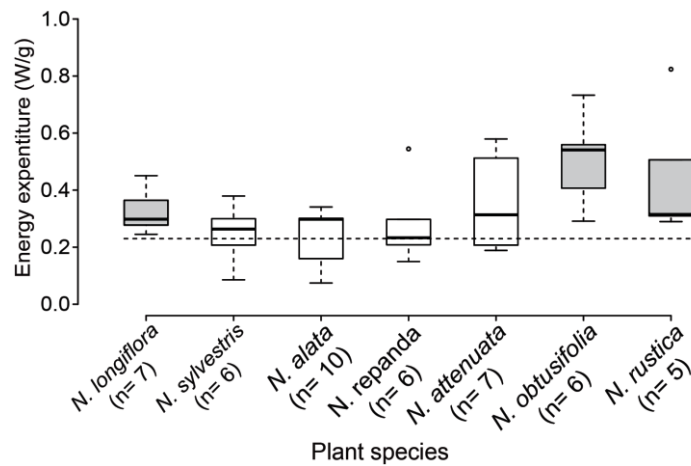 Energy expentiture (W/g)
1.0
0.8
0.6
0.4
0.2
0.0
N. longiflora
(n= 7)
N. sylvestris
(n= 6)
N. alata
(n= 10)
N. repanda
(n= 6)
N. attenuata
(n= 7)
N. obtusifolia
(n= 6)
N. rustica
(n= 5)
Plant species